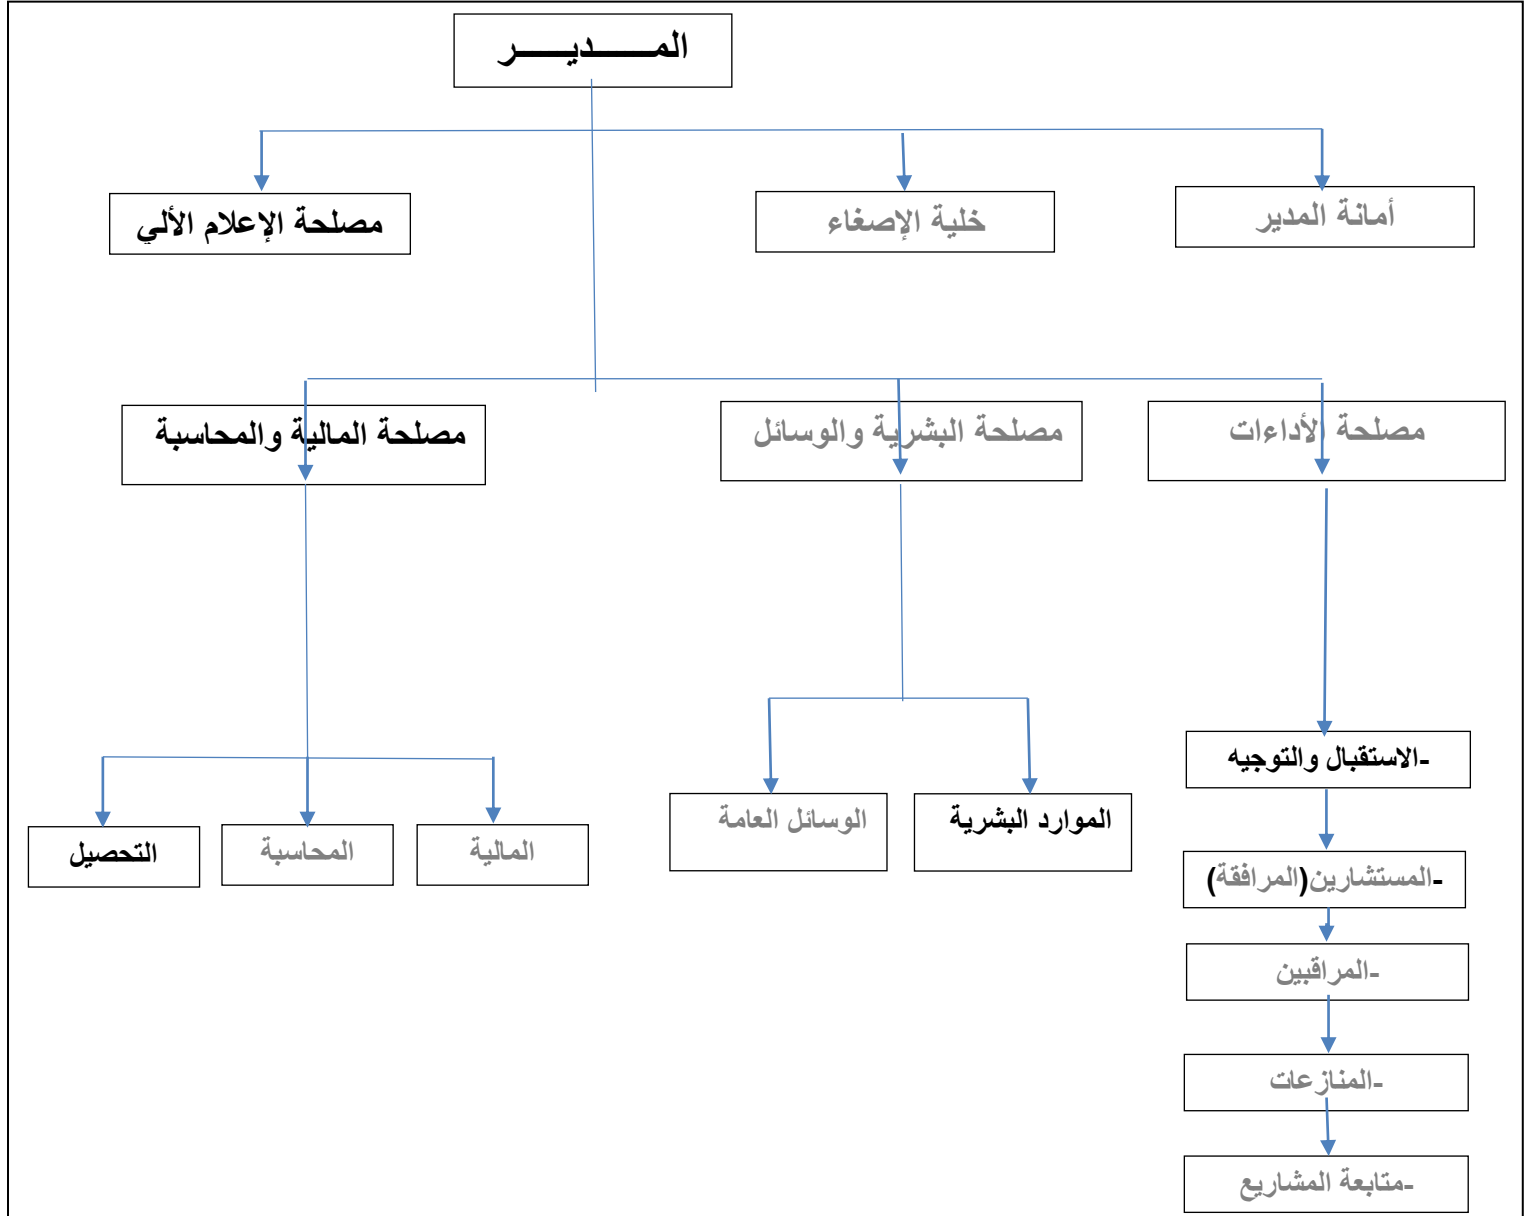 المـــــــديـــــــر
أمانة المدير
خلية الإصغاء
مصلحة الإعلام الألي
مصلحة الأداءات
مصلحة البشرية والوسائل
مصلحة المالية والمحاسبة
-الاستقبال والتوجيه
الموارد البشرية
الوسائل العامة
المالية
المحاسبة
التحصيل
-المستشارين(المرافقة)
-المراقبين
-المنازعات
-متابعة المشاريع